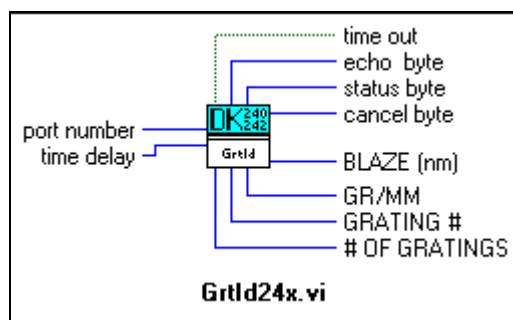 time out
echo byte
status byte
cancel byte
port number
time delay
DK 240 242
GrtId
BLAZE (nm)
GR/MM
GRATING #
# OF GRATINGS
GrtId24x.vi